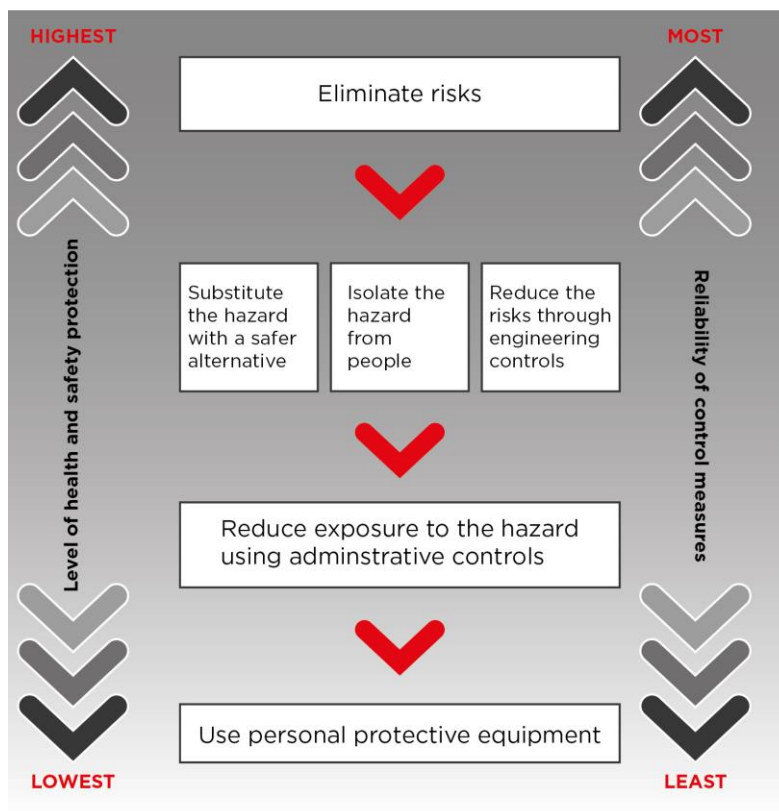 HIGHEST
MOST
Eliminate risks
Substitute
the hazard
with a safer
alternative
Isolate the
hazard
from
people
Reduce the
risks through
engineering
controls
Level of health and safety protection
Reliability of control measures
Reduce exposure to the hazard
using adminstrative controls
Use personal protective equipment
LOWEST
LEAST